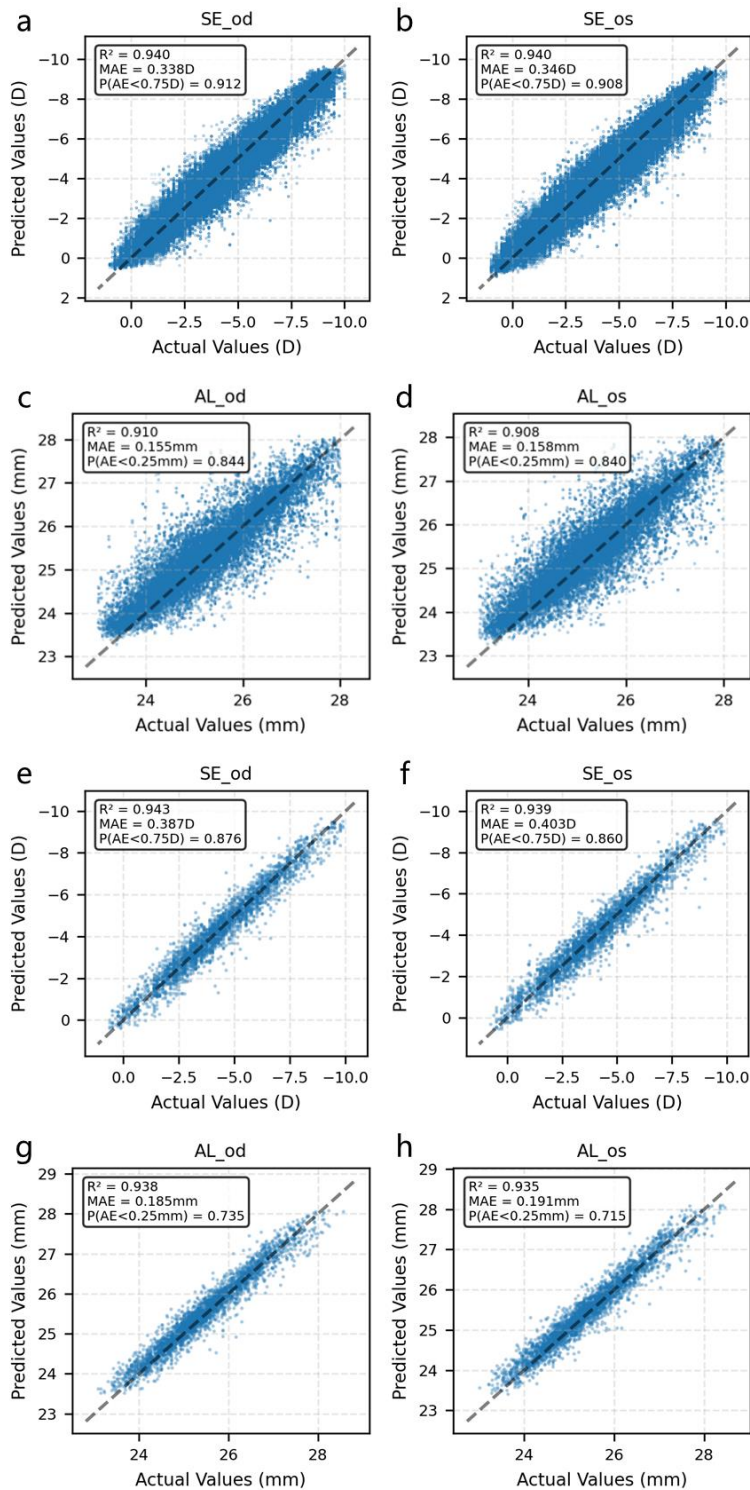 a
SE_od
R² = 0.940
MAE = 0.338D
P(AE<0.75D) = 0.912
−10
−8
−6
−4
−2
0
2
Predicted Values (D)
0.0 −2.5 −5.0 −7.5 −10.0
Actual Values (D)
b
SE_os
R² = 0.940
MAE = 0.346D
P(AE<0.75D) = 0.908
−10
−8
−6
−4
−2
0
2
Predicted Values (D)
0.0 −2.5 −5.0 −7.5 −10.0
Actual Values (D)
c
AL_od
R² = 0.910
MAE = 0.155mm
P(AE<0.25mm) = 0.844
28
27
26
25
24
23
Predicted Values (mm)
24 26 28
Actual Values (mm)
d
AL_os
R² = 0.908
MAE = 0.158mm
P(AE<0.25mm) = 0.840
28
27
26
25
24
23
Predicted Values (mm)
24 26 28
Actual Values (mm)
e
SE_od
R² = 0.943
MAE = 0.387D
P(AE<0.75D) = 0.876
−10
−8
−6
−4
−2
0
Predicted Values (D)
0.0 −2.5 −5.0 −7.5 −10.0
Actual Values (D)
f
SE_os
R² = 0.939
MAE = 0.403D
P(AE<0.75D) = 0.860
−10
−8
−6
−4
−2
0
Predicted Values (D)
0.0 −2.5 −5.0 −7.5 −10.0
Actual Values (D)
g
AL_od
R² = 0.938
MAE = 0.185mm
P(AE<0.25mm) = 0.735
29
28
27
26
25
24
23
Predicted Values (mm)
24 26 28
Actual Values (mm)
h
AL_os
R² = 0.935
MAE = 0.191mm
P(AE<0.25mm) = 0.715
29
28
27
26
25
24
23
Predicted Values (mm)
24 26 28
Actual Values (mm)